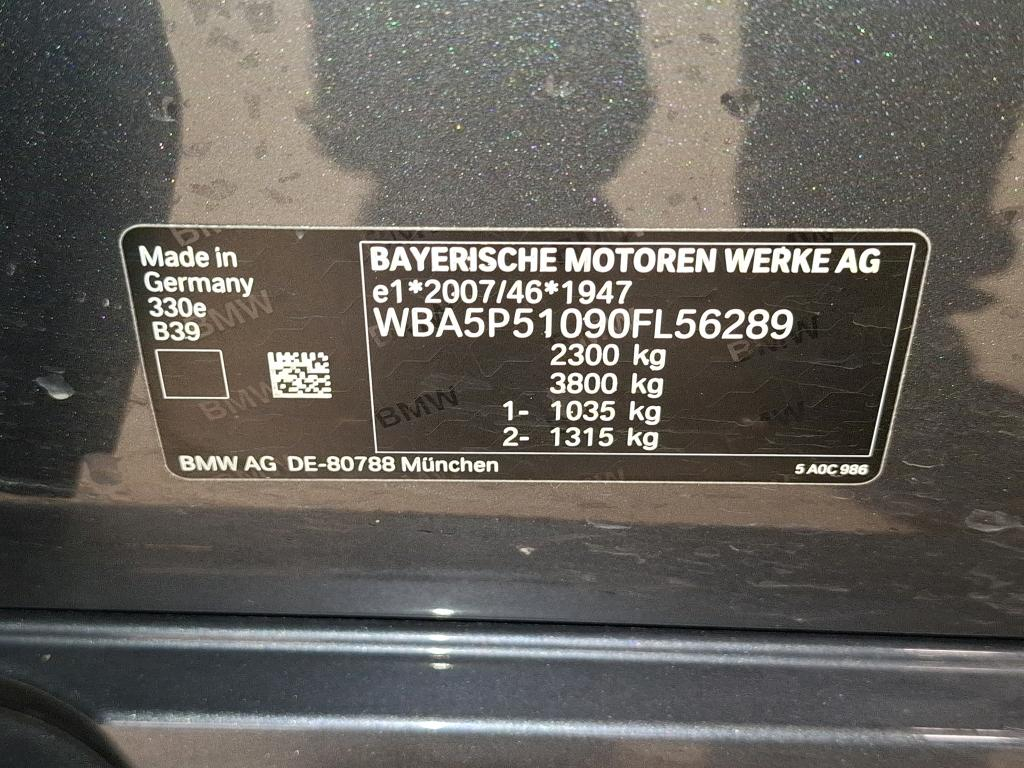 Made in
Germany
330e
B39
BAYERISCHE MOTOREN WERKE AG
e1*2007/46*1947
WBA5P51090FL56289
2300 kg
3800 kg
1- 1035 kg
2- 1315 kg
BMW AG DE-80788 München
5 A0C 986